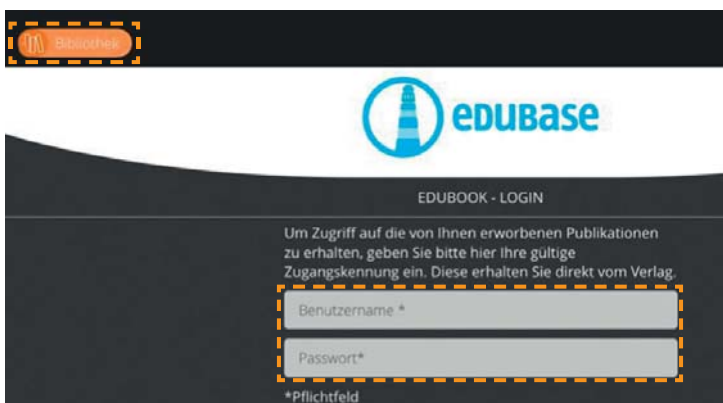 Bibliothek
eDUBase
EDUBOOK - LOGIN
Um Zugriff auf die von Ihnen erworbenen Publikationen
zu erhalten, geben Sie bitte hier Ihre gültige
Zugangskennung ein. Diese erhalten Sie direkt vom Verlag.
Benutzername *
Passwort*
*Pflichtfeld